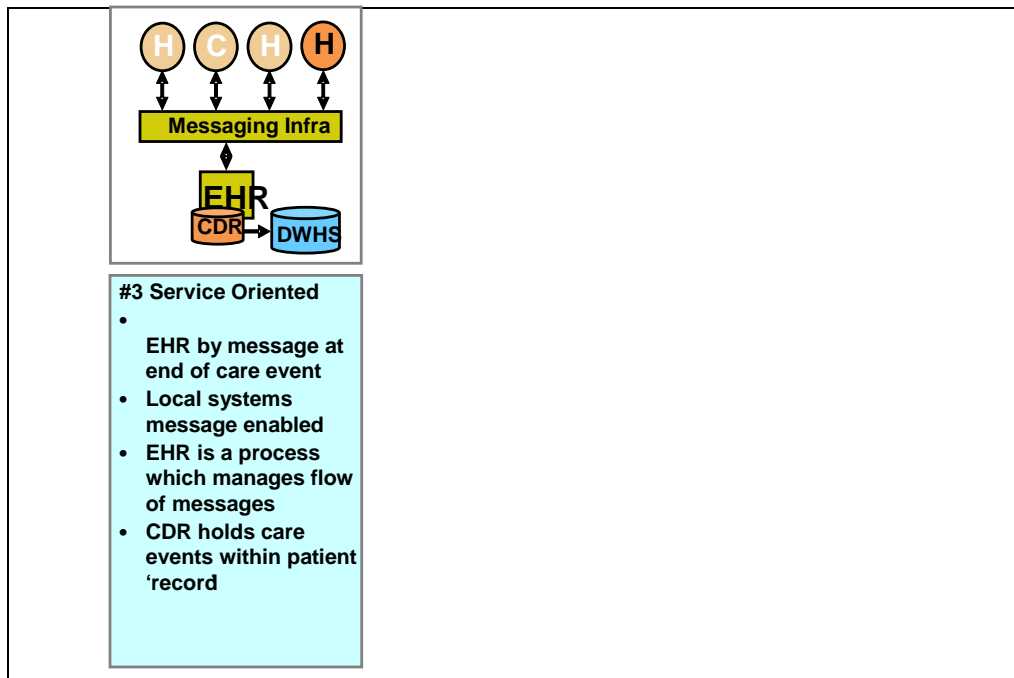 H C H H
Messaging Infra
EHR
CDR
DWHS
#3 Service Oriented
•
EHR by message at
end of care event
• Local systems
message enabled
• EHR is a process
which manages flow
of messages
• CDR holds care
events within patient
‘record